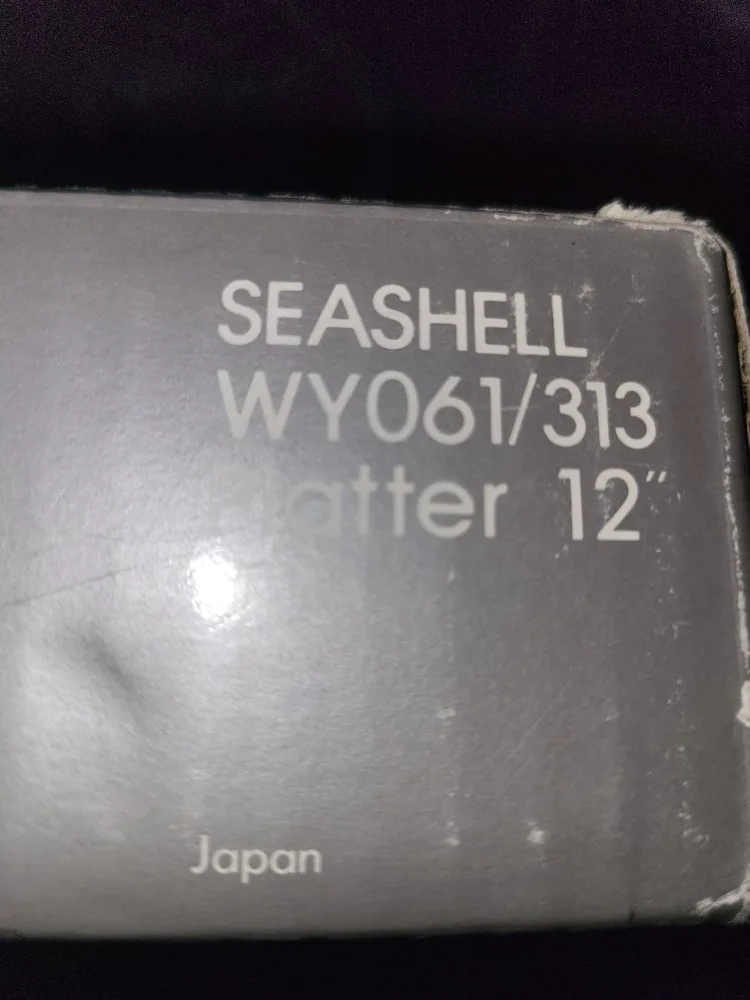 SEASHELL
WY061/313
Platter 12"
Japan